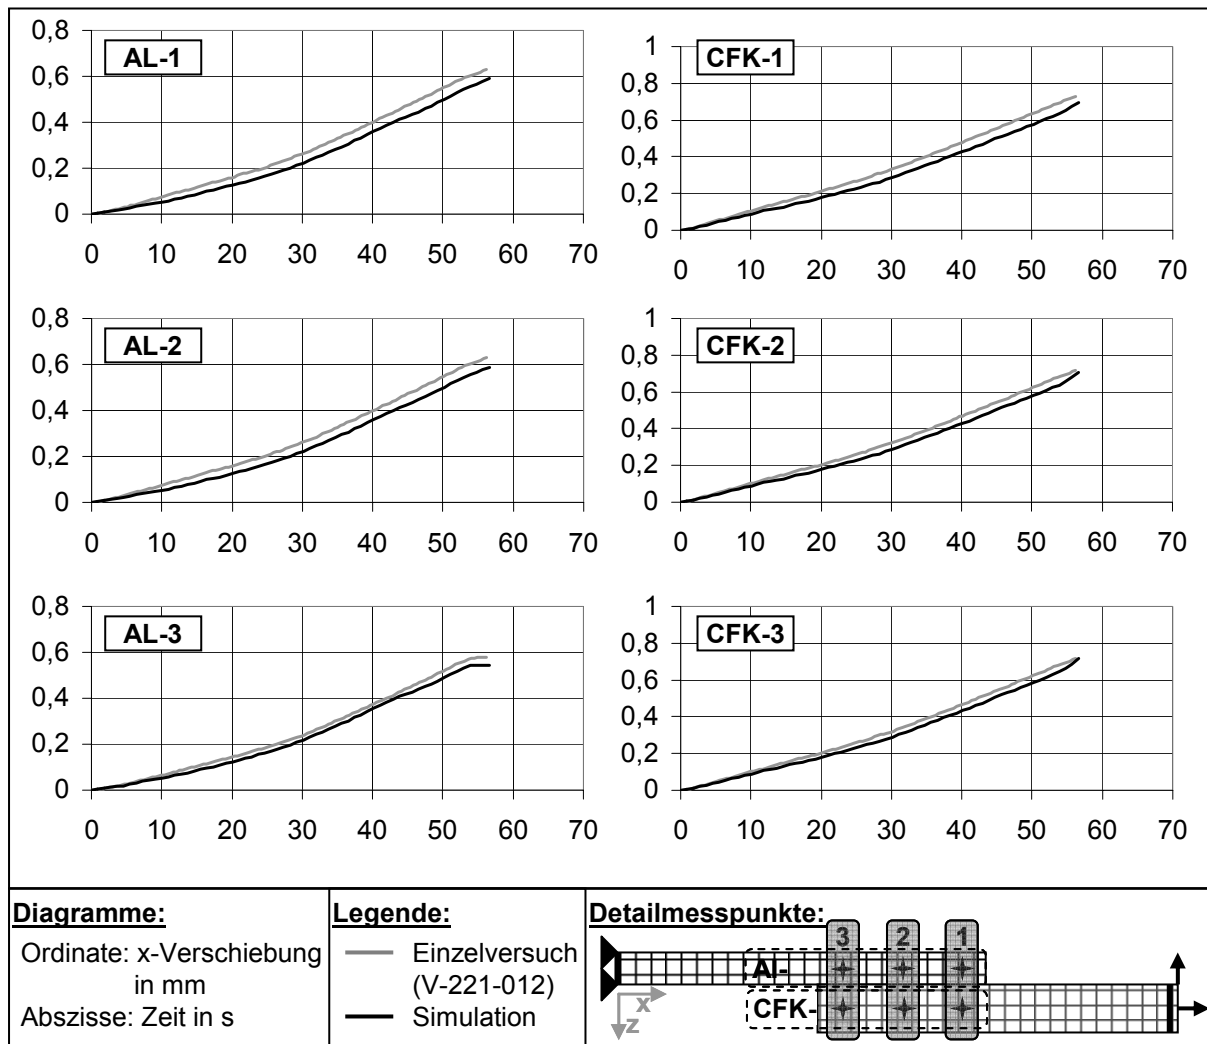 AL-1
0,8
0,6
0,4
0,2
0
0 10 20 30 40 50 60 70
CFK-1
1
0,8
0,6
0,4
0,2
0
0 10 20 30 40 50 60 70
AL-2
0,8
0,6
0,4
0,2
0
0 10 20 30 40 50 60 70
CFK-2
1
0,8
0,6
0,4
0,2
0
0 10 20 30 40 50 60 70
AL-3
0,8
0,6
0,4
0,2
0
0 10 20 30 40 50 60 70
CFK-3
1
0,8
0,6
0,4
0,2
0
0 10 20 30 40 50 60 70
Diagramme:
Ordinate: x-Verschiebung
in mm
Abszisse: Zeit in s
Legende:
Einzelversuch
(V-221-012)
Simulation
Detailmesspunkte:
3 2 1
Al-
CFK-
x
z